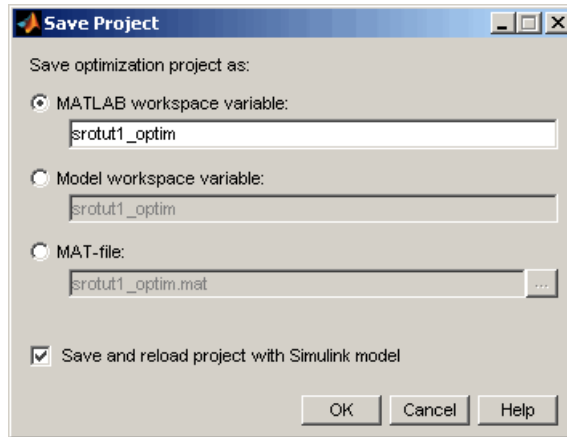 Save Project
Save optimization project as:
MATLAB workspace variable:
srotut1_optim
Model workspace variable:
srotut1_optim
MAT-file:
srotut1_optim.mat
...
Save and reload project with Simulink model
OK Cancel Help